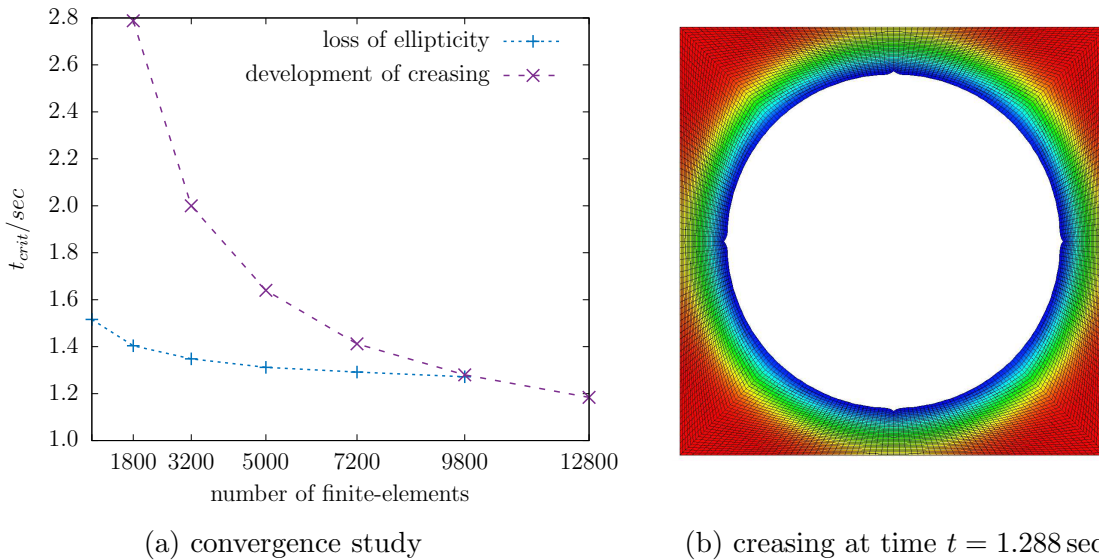 2.8
2.6
2.4
2.2
2.0
1.8
1.6
1.4
1.2
1.0
t_crit/sec
loss of ellipticity
development of creasing
1800 3200 5000 7200 9800 12800
number of finite-elements
(a) convergence study
(b) creasing at time t = 1.288 sec